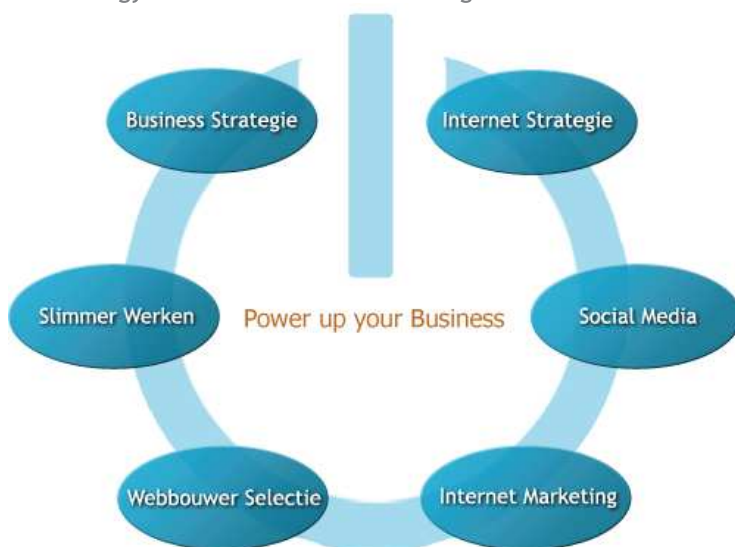 Business Strategie
Internet Strategie
Slimmer Werken
Power up your Business
Social Media
Webbouwer Selectie
Internet Marketing